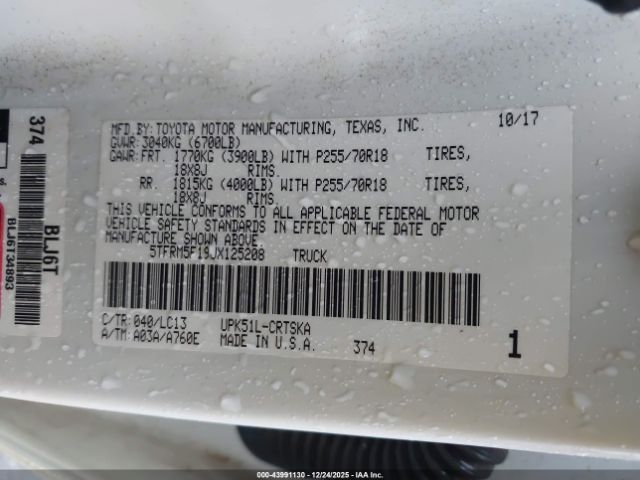 MFD.BY: TOYOTA MOTOR MANUFACTURING, TEXAS, INC. 10/17
GVWR: 3040KG (6700LB)
GAWR: FRT. 1770KG (3900LB) WITH P255/70R18 TIRES,
18X8J RIMS.
RR. 1815KG (4000LB) WITH P255/70R18 TIRES,
18X8J RIMS.
THIS VEHICLE CONFORMS TO ALL APPLICABLE FEDERAL MOTOR
VEHICLE SAFETY STANDARDS IN EFFECT ON THE DATE OF
MANUFACTURE SHOWN ABOVE.
5TFRM5F19JX125208 TRUCK
C/TR: 040/LC13 UPK51L-CRTSKA
A/TM: A03A/A760E MADE IN U.S.A. 374 1
374
BLJ6T
BLJ6T34893
000-43991130 - 12/24/2025 - IAA Inc.